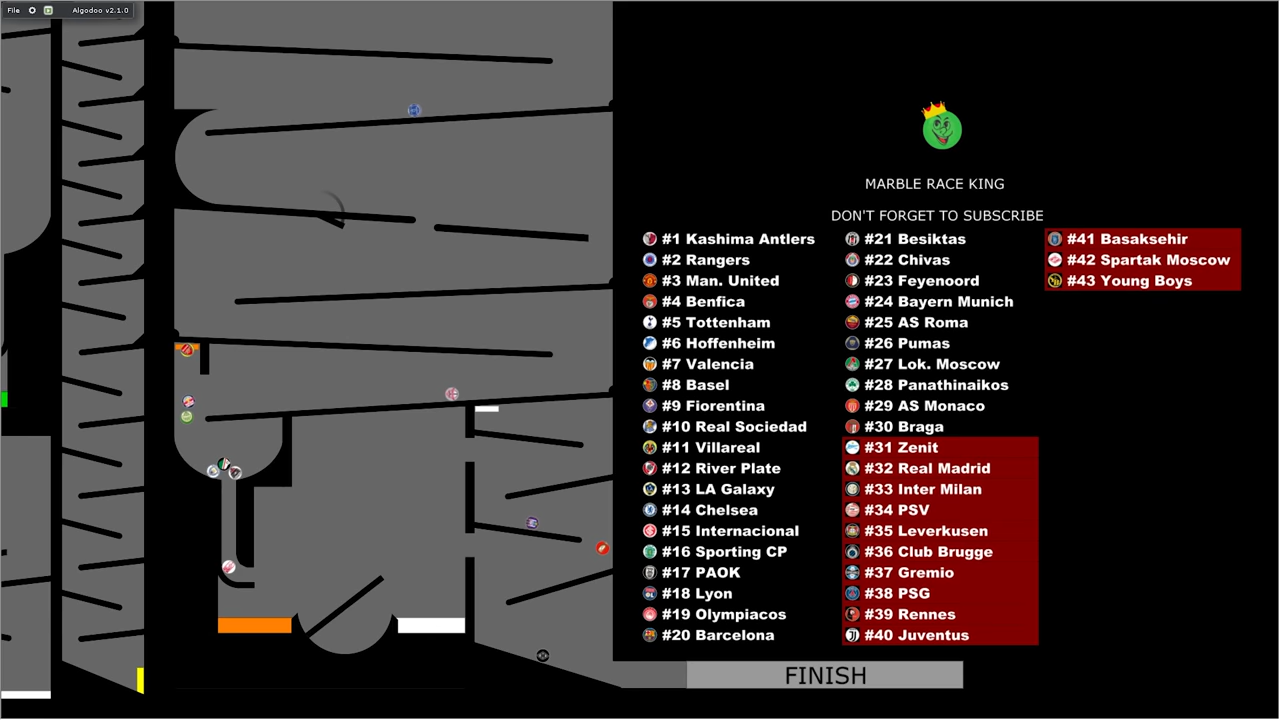 File Algodoo v2.1.0
MARBLE RACE KING
DON'T FORGET TO SUBSCRIBE
#1 Kashima Antlers
#2 Rangers
#3 Man. United
#4 Benfica
#5 Tottenham
#6 Hoffenheim
#7 Valencia
#8 Basel
#9 Fiorentina
#10 Real Sociedad
#11 Villareal
#12 River Plate
#13 LA Galaxy
#14 Chelsea
#15 Internacional
#16 Sporting CP
#17 PAOK
#18 Lyon
#19 Olympiacos
#20 Barcelona
#21 Besiktas
#22 Chivas
#23 Feyenoord
#24 Bayern Munich
#25 AS Roma
#26 Pumas
#27 Lok. Moscow
#28 Panathinaikos
#29 AS Monaco
#30 Braga
#31 Zenit
#32 Real Madrid
#33 Inter Milan
#34 PSV
#35 Leverkusen
#36 Club Brugge
#37 Gremio
#38 PSG
#39 Rennes
#40 Juventus
#41 Basaksehir
#42 Spartak Moscow
#43 Young Boys
FINISH